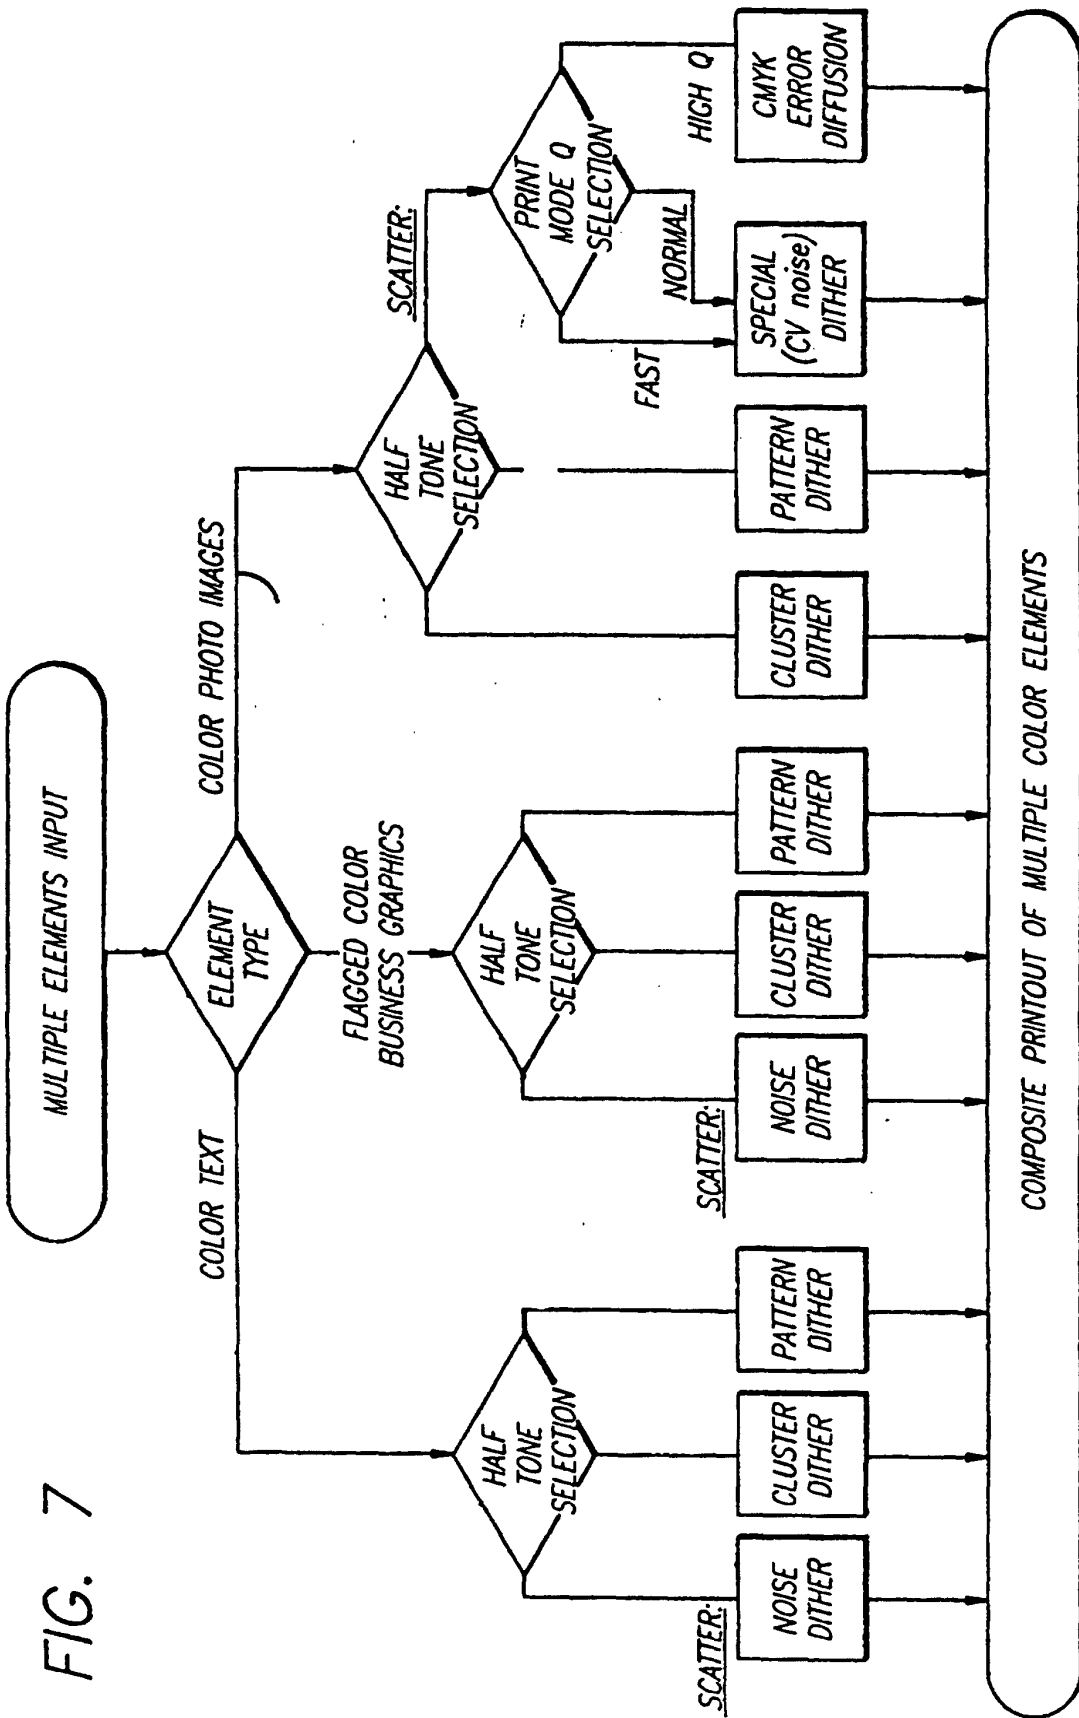 FIG. 7
MULTIPLE ELEMENTS INPUT
ELEMENT
TYPE
COLOR TEXT
FLAGGED COLOR
BUSINESS GRAPHICS
COLOR PHOTO IMAGES
HALF
TONE
SELECTION
SCATTER:
NOISE
DITHER
CLUSTER
DITHER
PATTERN
DITHER
HALF
TONE
SELECTION
SCATTER:
NOISE
DITHER
CLUSTER
DITHER
PATTERN
DITHER
HALF
TONE
SELECTION
CLUSTER
DITHER
PATTERN
DITHER
SCATTER:
PRINT
MODE Q
SELECTION
FAST
NORMAL
HIGH Q
SPECIAL
(CV noise)
DITHER
CMYK
ERROR
DIFFUSION
COMPOSITE PRINTOUT OF MULTIPLE COLOR ELEMENTS